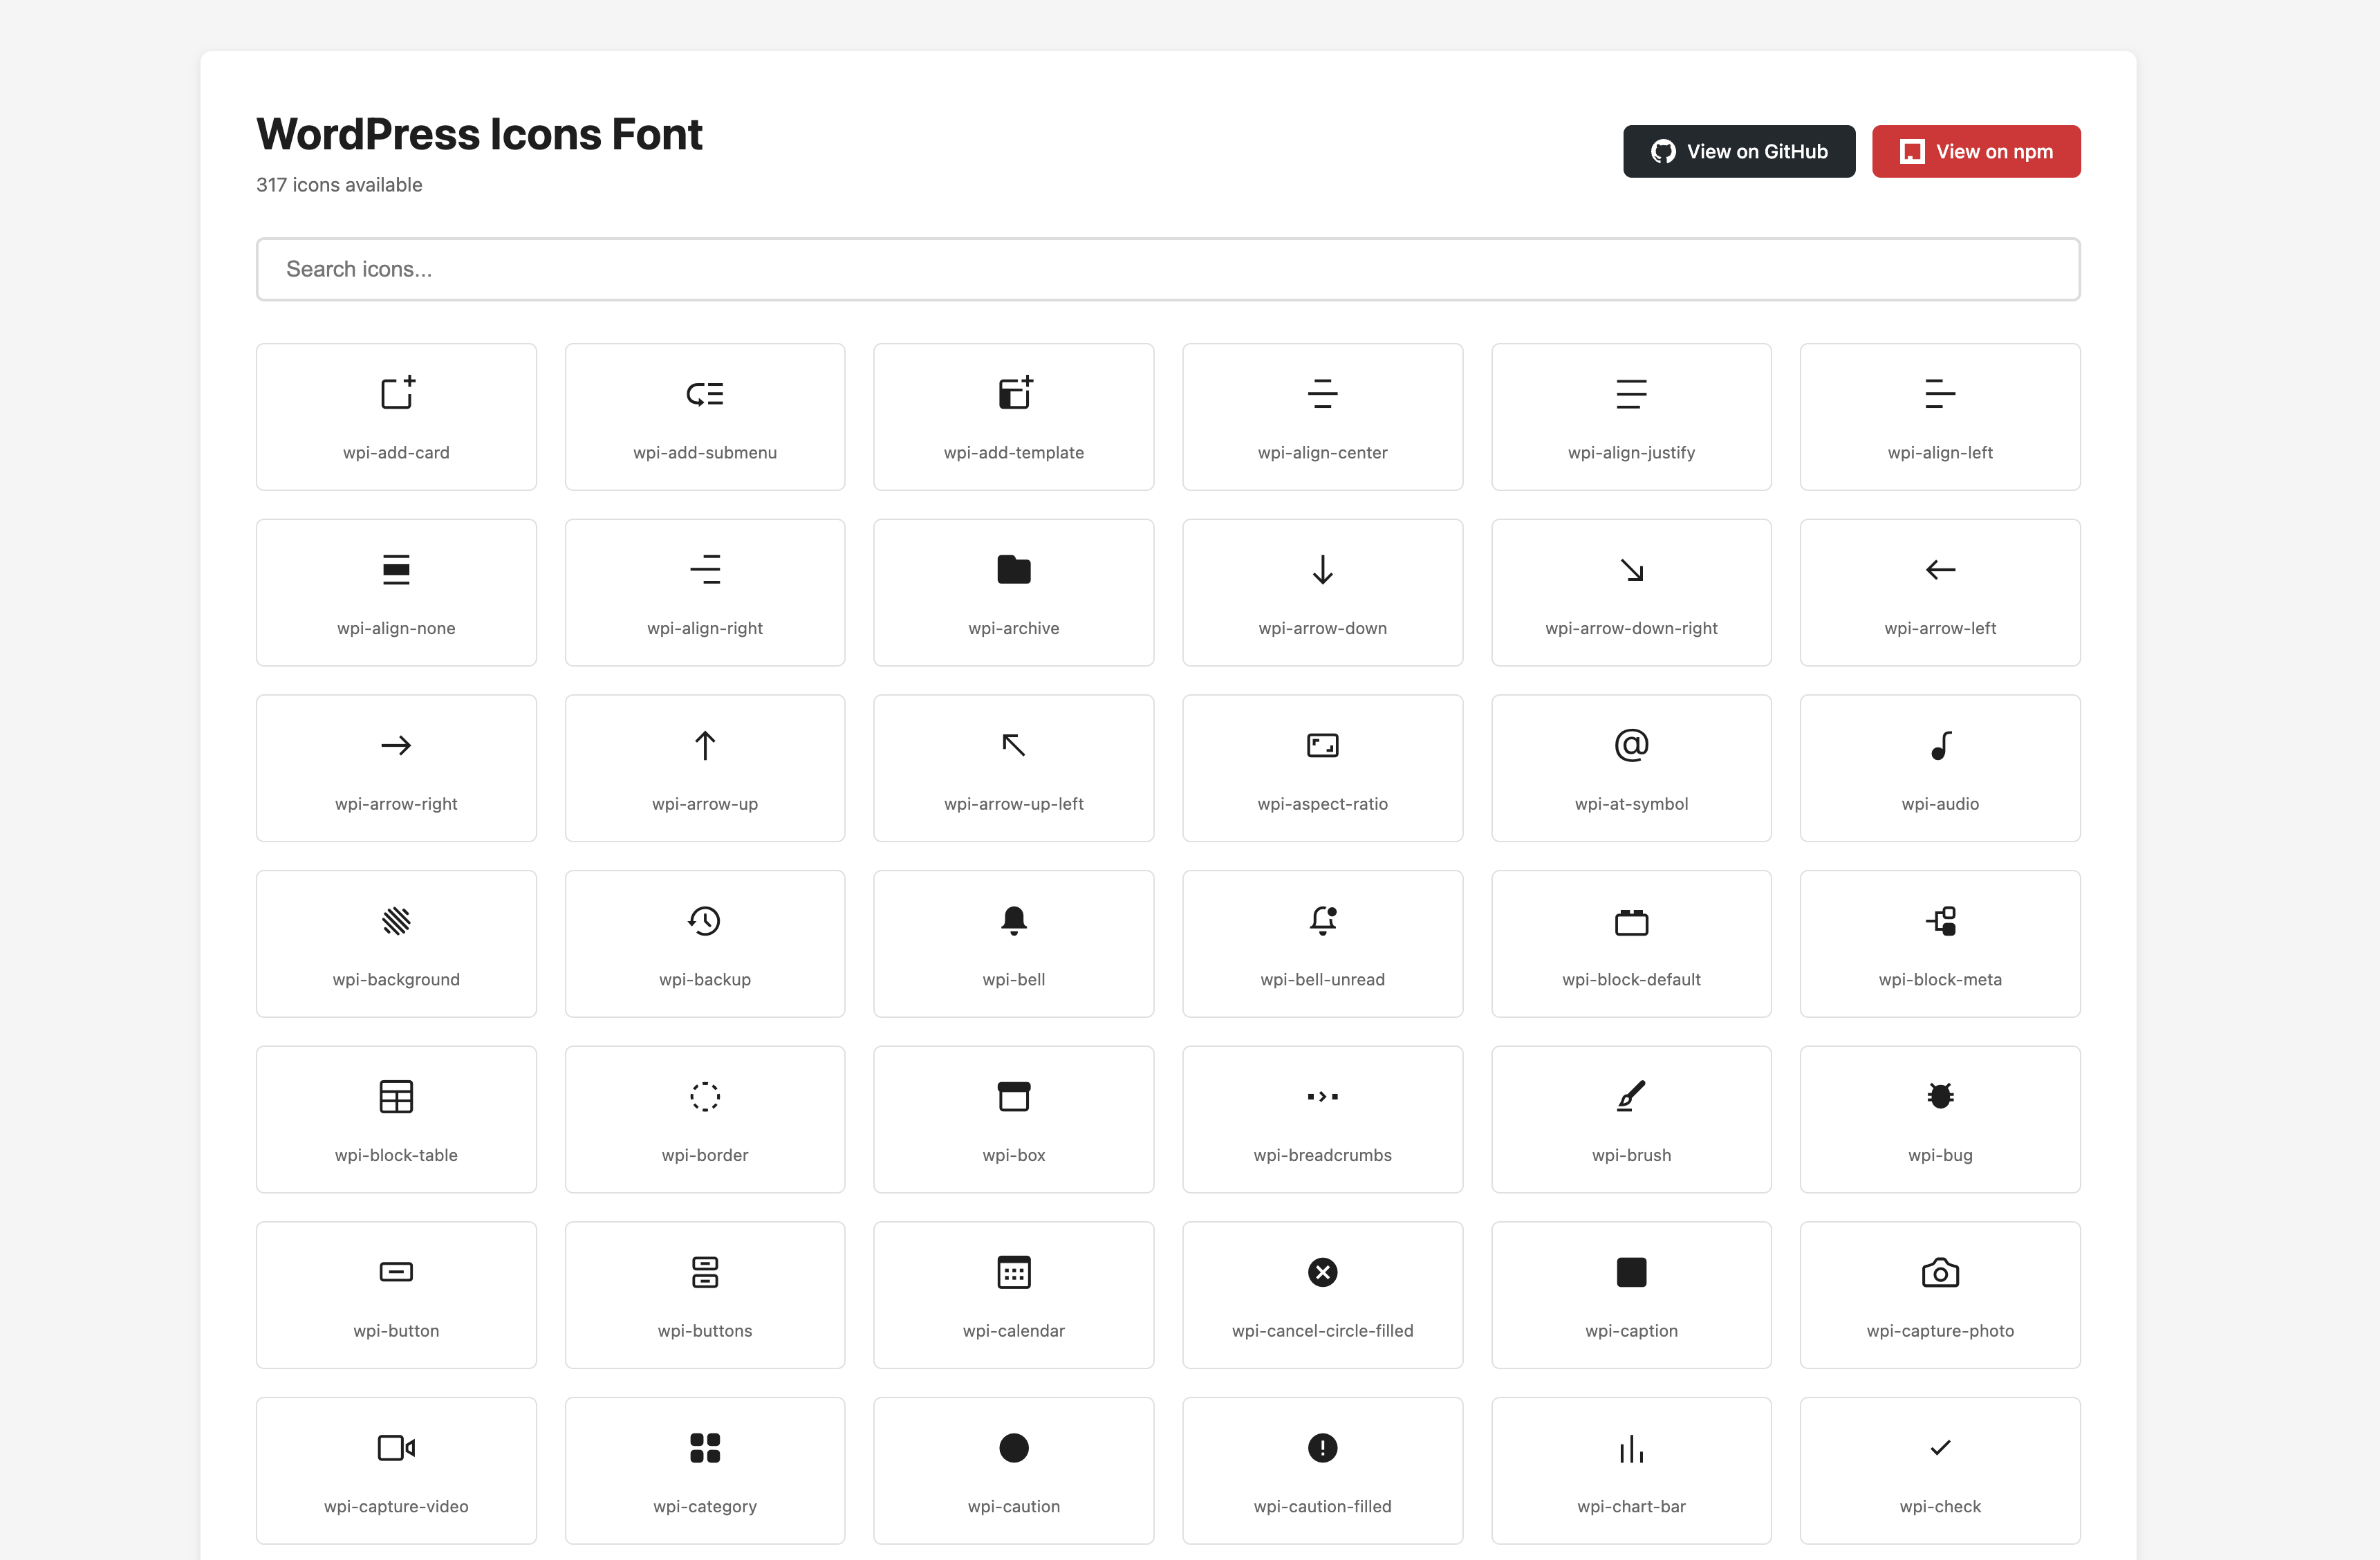 WordPress Icons Font
View on GitHub
View on npm
317 icons available
Search icons...
wpi-add-card
wpi-add-submenu
wpi-add-template
wpi-align-center
wpi-align-justify
wpi-align-left
wpi-align-none
wpi-align-right
wpi-archive
wpi-arrow-down
wpi-arrow-down-right
wpi-arrow-left
wpi-arrow-right
wpi-arrow-up
wpi-arrow-up-left
wpi-aspect-ratio
wpi-at-symbol
wpi-audio
wpi-background
wpi-backup
wpi-bell
wpi-bell-unread
wpi-block-default
wpi-block-meta
wpi-block-table
wpi-border
wpi-box
wpi-breadcrumbs
wpi-brush
wpi-bug
wpi-button
wpi-buttons
wpi-calendar
wpi-cancel-circle-filled
wpi-caption
wpi-capture-photo
wpi-capture-video
wpi-category
wpi-caution
wpi-caution-filled
wpi-chart-bar
wpi-check